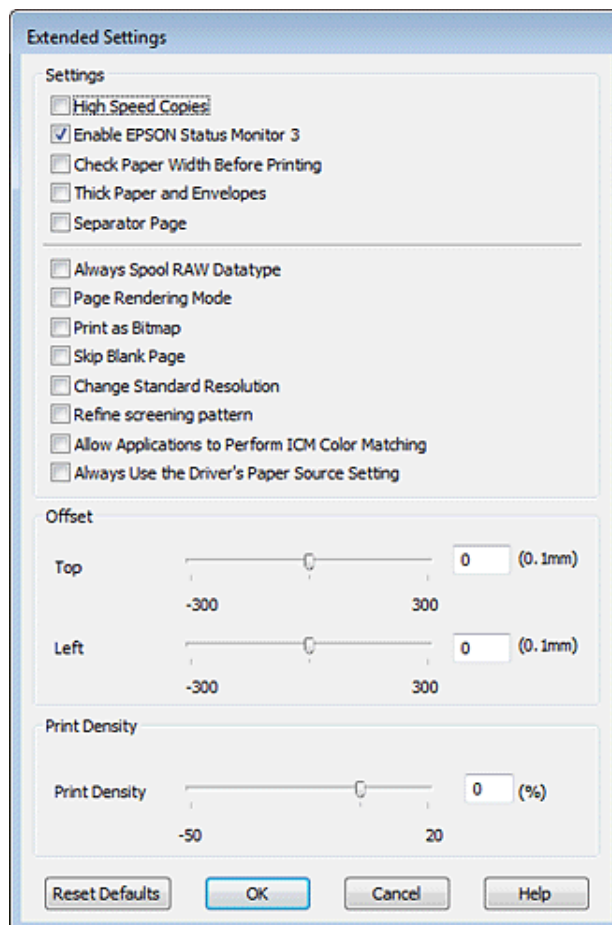 Extended Settings
Settings
High Speed Copies
Enable EPSON Status Monitor 3
Check Paper Width Before Printing
Thick Paper and Envelopes
Separator Page
Always Spool RAW Datatype
Page Rendering Mode
Print as Bitmap
Skip Blank Page
Change Standard Resolution
Refine screening pattern
Allow Applications to Perform ICM Color Matching
Always Use the Driver's Paper Source Setting
Offset
Top 0 (0.1mm)
-300 300
Left 0 (0.1mm)
-300 300
Print Density
Print Density 0 (%)
-50 20
Reset Defaults OK Cancel Help